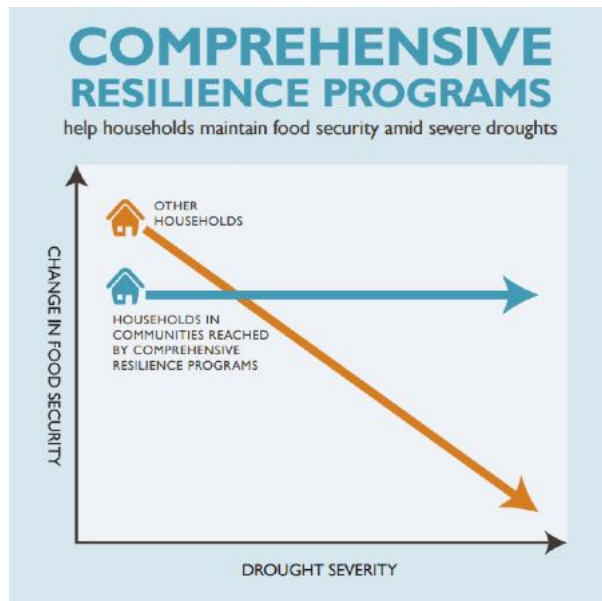 COMPREHENSIVE
RESILIENCE PROGRAMS
help households maintain food security amid severe droughts
OTHER
HOUSEHOLDS
HOUSEHOLDS IN
COMMUNITIES REACHED
BY COMPREHENSIVE
RESILIENCE PROGRAMS
CHANGE IN FOOD SECURITY
DROUGHT SEVERITY